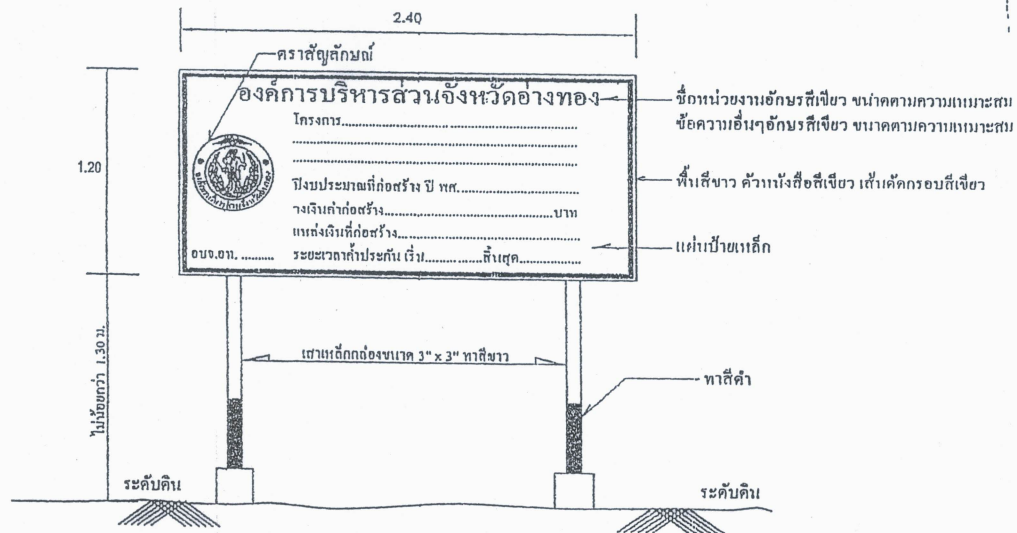 2.40
ตราสัญลักษณ์
องค์การบริหารส่วนจังหวัดอ่างทอง
ชื่อหน่วยงานอักษรสีเขียว ขนาดตามความเหมาะสม
ข้อความอื่นๆอักษรสีเขียว ขนาดตามความเหมาะสม
โครงการ................................................
1.20
ปีงบประมาณที่ก่อสร้าง ปี พศ.........................
พื้นสีขาว ตัวหนังสือสีเขียว เส้นตัดกรอบสีเขียว
วงเงินค่าก่อสร้าง........................................บาท
แหล่งเงินที่ก่อสร้าง......................................
แผ่นป้ายเหล็ก
อบจ.อท. ..........
ระยะเวลาค้ำประกัน เริ่ม...............สิ้นสุด................
เสาเหล็กกล่องขนาด 3" x 3" ทาสีขาว
ไม่น้อยกว่า 1.30 ม.
ทาสีดำ
ระดับดิน
ระดับดิน